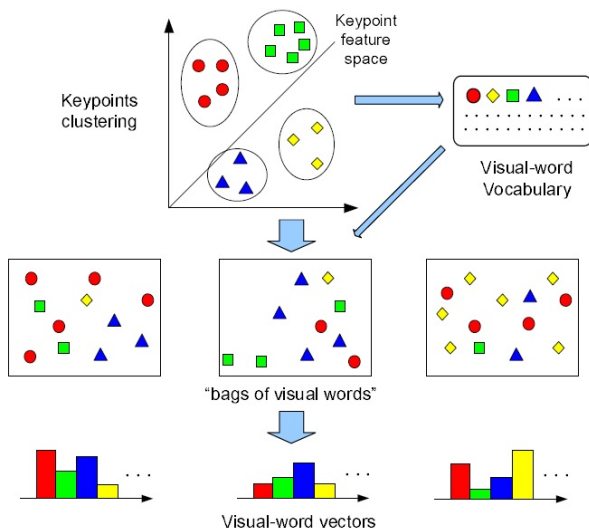 Keypoint
feature
space
Keypoints
clustering
. . . .
Visual-word
Vocabulary
"bags of visual words"
. . .
. . .
. . .
Visual-word vectors